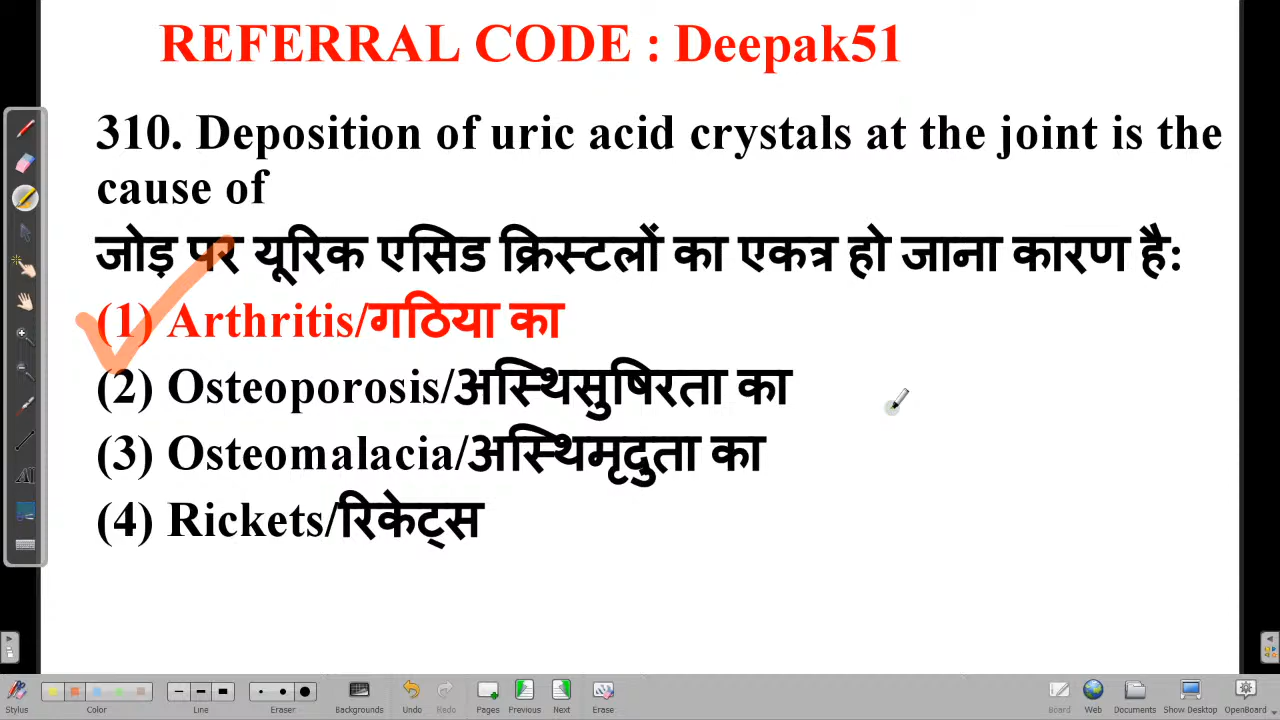 REFERRAL CODE : Deepak51
310. Deposition of uric acid crystals at the joint is the
cause of
जोड़ पर यूरिक एसिड क्रिस्टलों का एकत्र हो जाना कारण है:
(1) Arthritis/गठिया का
(2) Osteoporosis/अस्थिसुषिरता का
(3) Osteomalacia/अस्थिमृदुता का
(4) Rickets/रिकेट्स
Stylus
Color
Line
Eraser
Backgrounds
Undo
Redo
Pages
Previous
Next
Erase
Board
Web
Documents
Show Desktop
OpenBoard